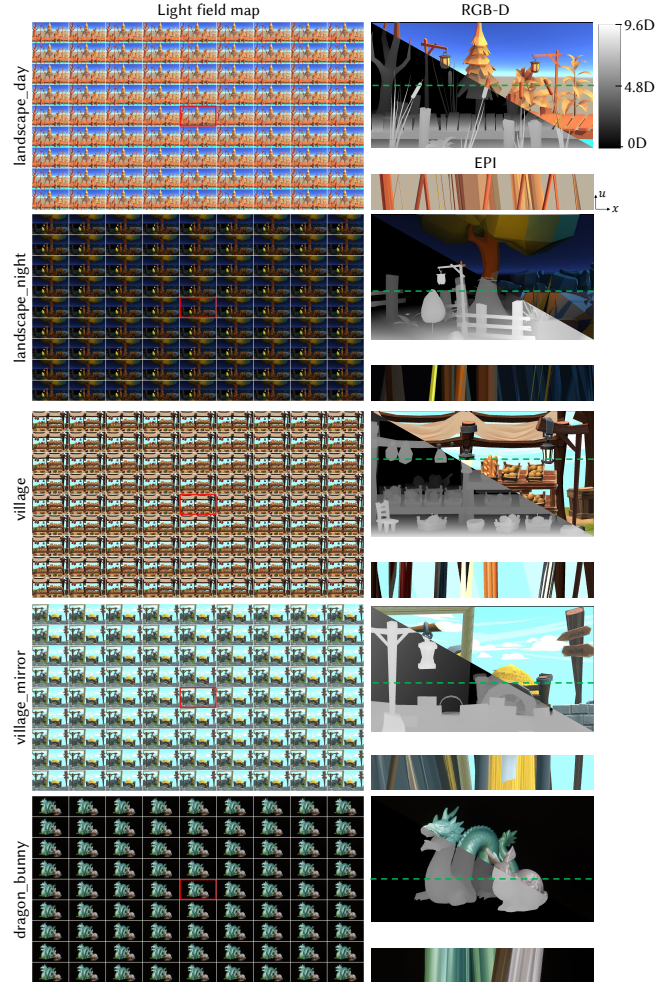 Light field map
RGB-D
landscape_day
9.6D
4.8D
0D
EPI
u
x
landscape_night
village
village_mirror
dragon_bunny